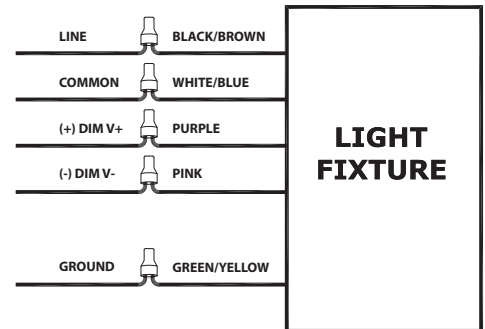 LINE BLACK/BROWN
COMMON WHITE/BLUE
(+) DIM V+ PURPLE
(-) DIM V- PINK
GROUND GREEN/YELLOW
LIGHT
FIXTURE